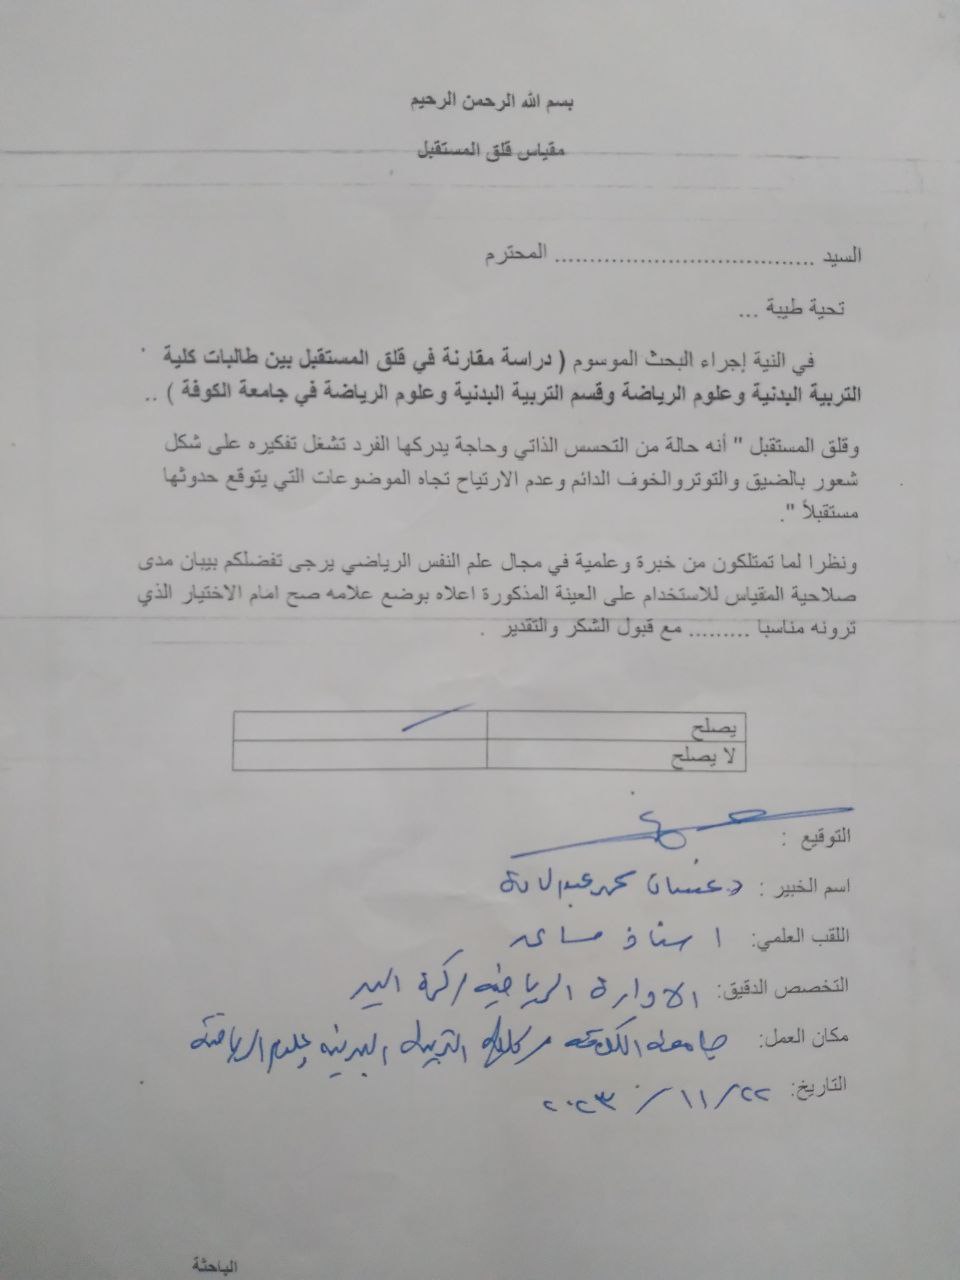 بسم الله الرحمن الرحيم
مقياس قلق المستقبل
السيد ..................................... المحترم
تحية طيبة ...
في النية إجراء البحث الموسوم ( دراسة مقارنة في قلق المستقبل بين طالبات كلية
التربية البدنية وعلوم الرياضة وقسم التربية البدنية وعلوم الرياضة في جامعة الكوفة ) ..
وقلق المستقبل " أنه حالة من التحسس الذاتي وحاجة يدركها الفرد تشغل تفكيره على شكل
شعور بالضيق والتوتروالخوف الدائم وعدم الارتياح تجاه الموضوعات التي يتوقع حدوثها
مستقبلاً ".
ونظرا لما تمتلكون من خبرة وعلمية في مجال علم النفس الرياضي يرجى تفضلكم ببيان مدى
صلاحية المقياس للاستخدام على العينة المذكورة اعلاه بوضع علامه صح امام الاختيار الذي
ترونه مناسبا ......... مع قبول الشكر والتقدير .
يصلح
لا يصلح
التوقيع :
اسم الخبير : د. غسان محمد عبد
اللقب العلمي: استاذ مساعد
التخصص الدقيق: الادارة الرياضية / كرة اليد
مكان العمل: جامعة الكوفة / كلية التربية البدنية وعلوم الرياضة
التاريخ: ٢٢/ ١١/ ٢٠٢٣
الباحثة